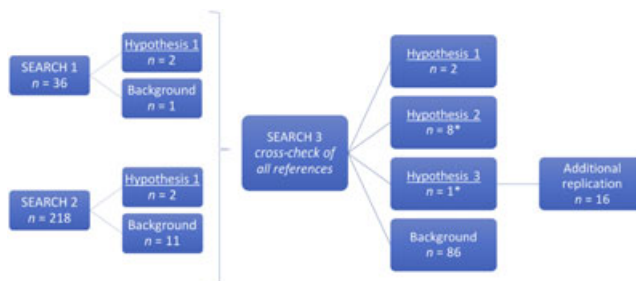 SEARCH 1
n = 36
Hypothesis 1
n = 2
Background
n = 1
SEARCH 2
n = 218
Hypothesis 1
n = 2
Background
n = 11
SEARCH 3
cross-check of
all references
Hypothesis 1
n = 2
Hypothesis 2
n = 8*
Hypothesis 3
n = 1*
Background
n = 86
Additional
replication
n = 16